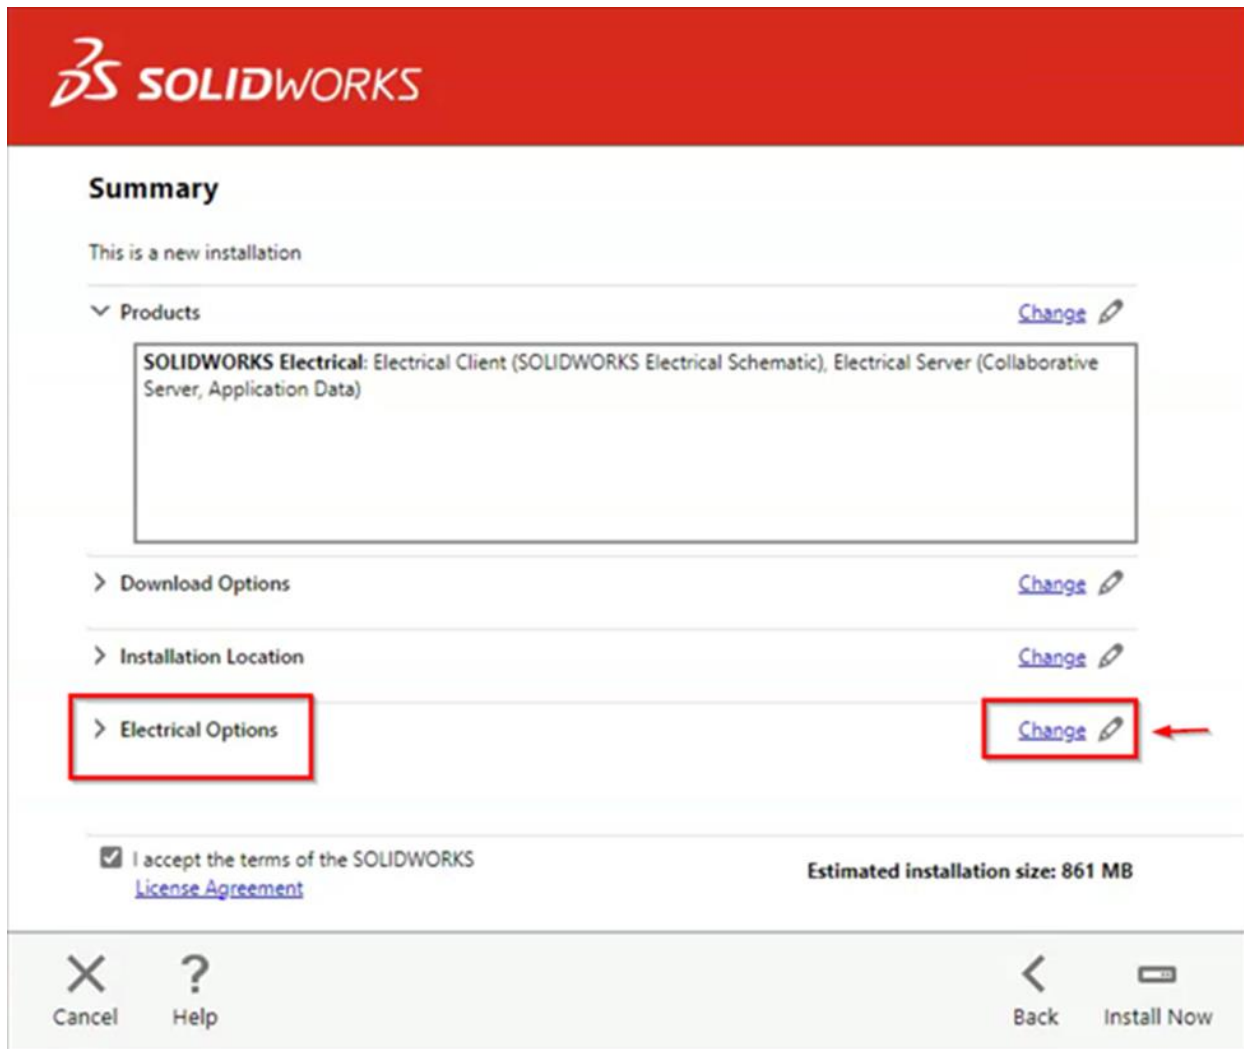 SOLIDWORKS
Summary
This is a new installation
Products
Change
SOLIDWORKS Electrical: Electrical Client (SOLIDWORKS Electrical Schematic), Electrical Server (Collaborative
Server, Application Data)
Download Options
Change
Installation Location
Change
Electrical Options
Change
I accept the terms of the SOLIDWORKS
License Agreement
Estimated installation size: 861 MB
Cancel
Help
Back
Install Now